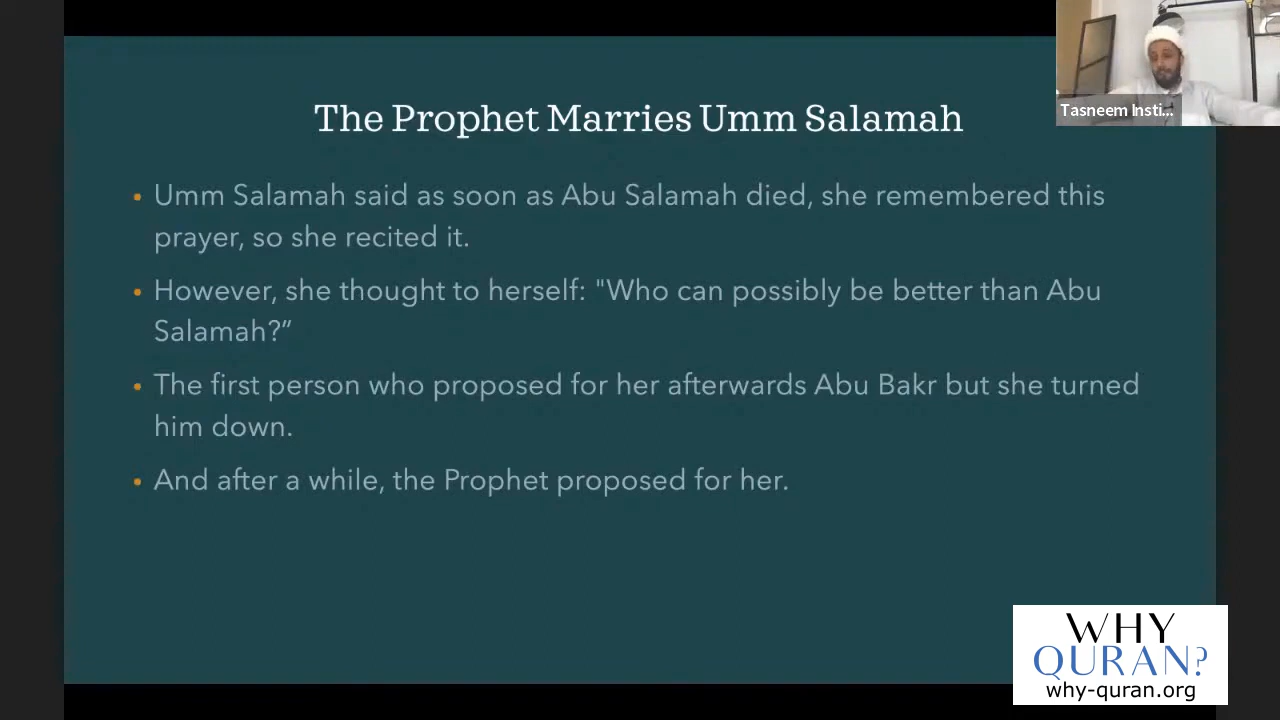 The Prophet Marries Umm Salamah
Tasneem Insti...
• Umm Salamah said as soon as Abu Salamah died, she remembered this
prayer, so she recited it.
• However, she thought to herself: "Who can possibly be better than Abu
Salamah?”
• The first person who proposed for her afterwards Abu Bakr but she turned
him down.
• And after a while, the Prophet proposed for her.
WHY
QURAN?
why-quran.org